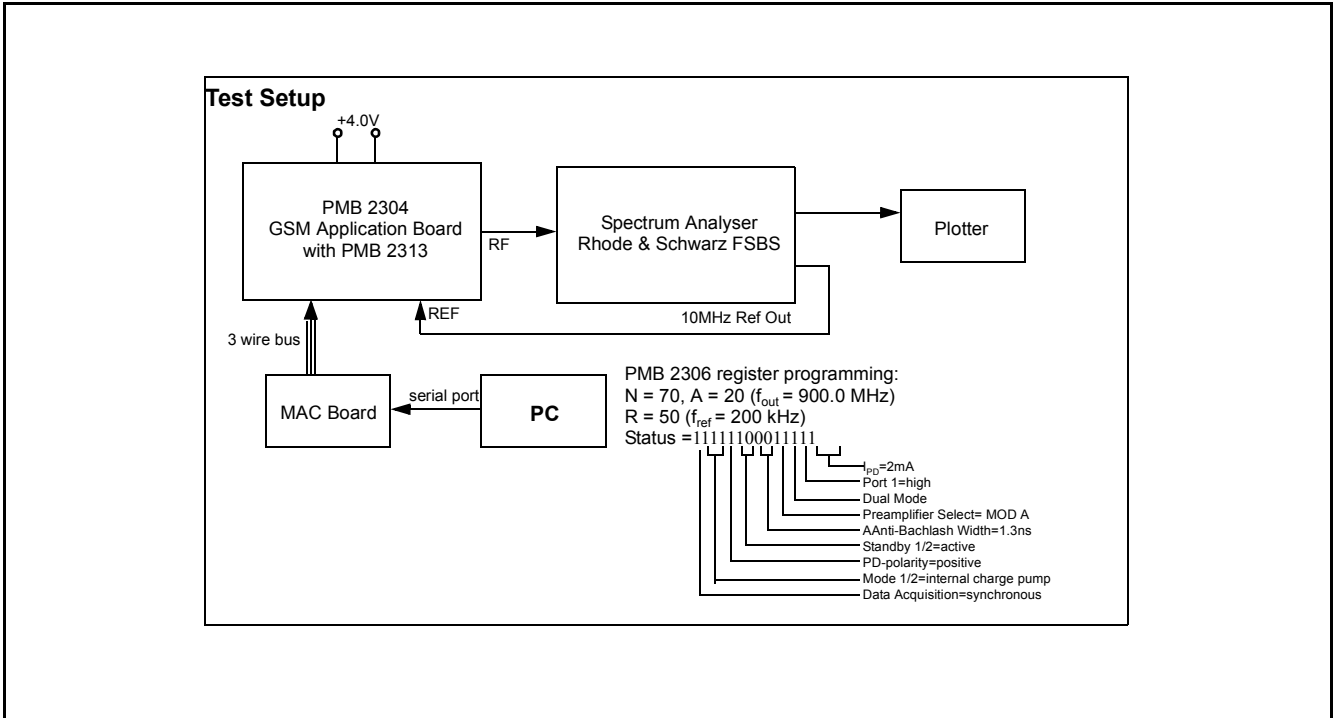 Test Setup
+4.0V
PMB 2304
GSM Application Board
with PMB 2313
RF
Spectrum Analyser
Rhode & Schwarz FSBS
Plotter
REF
10MHz Ref Out
3 wire bus
MAC Board
serial port
PC
PMB 2306 register programming:
N = 70, A = 20 (fout = 900.0 MHz)
R = 50 (fref = 200 kHz)
Status =11111100011111
IPD=2mA
Port 1=high
Dual Mode
Preamplifier Select= MOD A
AAnti-Bachlash Width=1.3ns
Standby 1/2=active
PD-polarity=positive
Mode 1/2=internal charge pump
Data Acquisition=synchronous